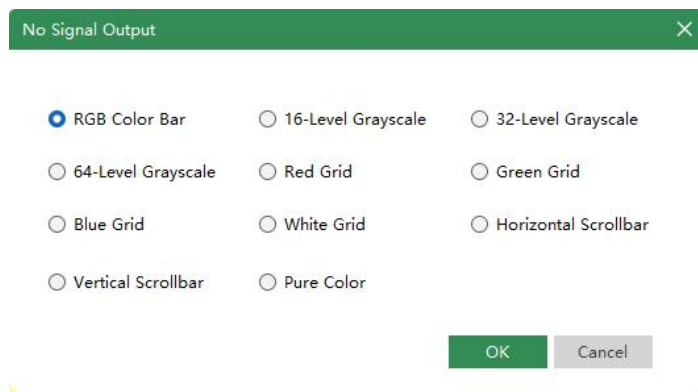 No Signal Output
RGB Color Bar 16-Level Grayscale 32-Level Grayscale
64-Level Grayscale Red Grid Green Grid
Blue Grid White Grid Horizontal Scrollbar
Vertical Scrollbar Pure Color
OK Cancel